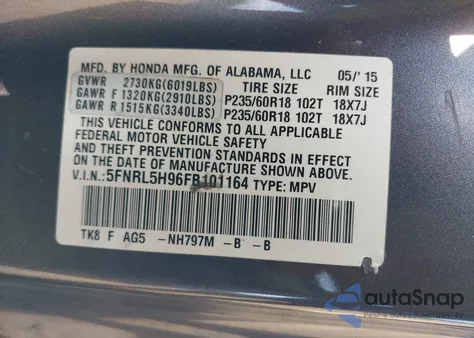 MFD. BY HONDA MFG. OF ALABAMA, LLC 05/'15
GVWR 2730KG(6019LBS) TIRE SIZE RIM SIZE
GAWR F 1320KG(2910LBS) P235/60R18 102T 18X7J
GAWR R 1515KG(3340LBS) P235/60R18 102T 18X7J
THIS VEHICLE CONFORMS TO ALL APPLICABLE
FEDERAL MOTOR VEHICLE SAFETY, BUMPER,
AND THEFT PREVENTION STANDARDS IN EFFECT
ON THE DATE OF MANUFACTURE SHOWN ABOVE.
V.I.N.: 5FNRL5H96FB101164 TYPE: MPV
TK8 F AG5 -NH797M -B -B
autoSnap